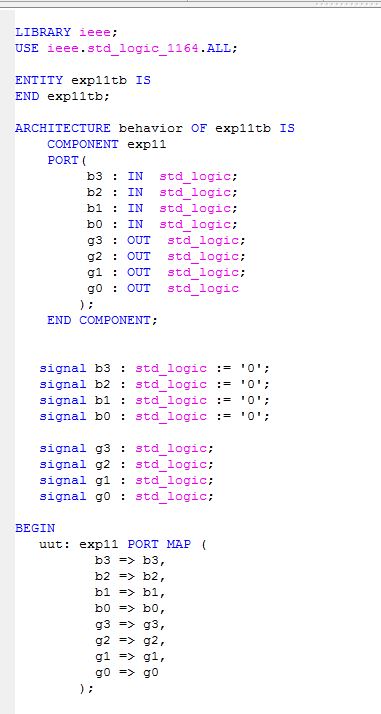 LIBRARY ieee;
USE ieee.std_logic_1164.ALL;
ENTITY exp11tb IS
END exp11tb;
ARCHITECTURE behavior OF exp11tb IS
COMPONENT exp11
PORT(
b3 : IN std_logic;
b2 : IN std_logic;
b1 : IN std_logic;
b0 : IN std_logic;
g3 : OUT std_logic;
g2 : OUT std_logic;
g1 : OUT std_logic;
g0 : OUT std_logic
);
END COMPONENT;
signal b3 : std_logic := '0';
signal b2 : std_logic := '0';
signal b1 : std_logic := '0';
signal b0 : std_logic := '0';
signal g3 : std_logic;
signal g2 : std_logic;
signal g1 : std_logic;
signal g0 : std_logic;
BEGIN
uut: exp11 PORT MAP (
b3 => b3,
b2 => b2,
b1 => b1,
b0 => b0,
g3 => g3,
g2 => g2,
g1 => g1,
g0 => g0
);